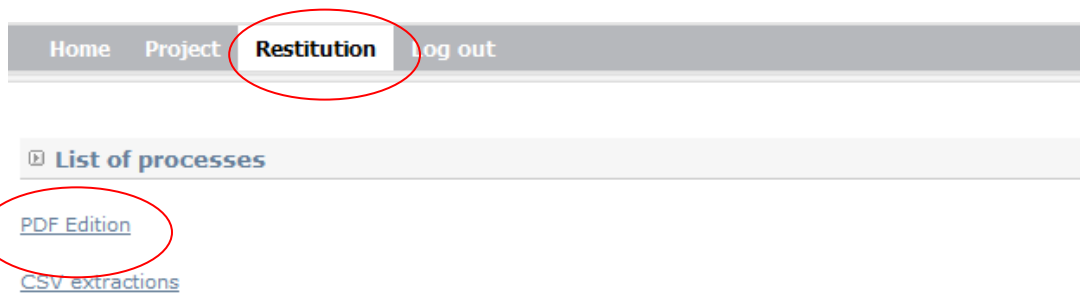 Home Project Restitution Log out
List of processes
PDF Edition
CSV extractions